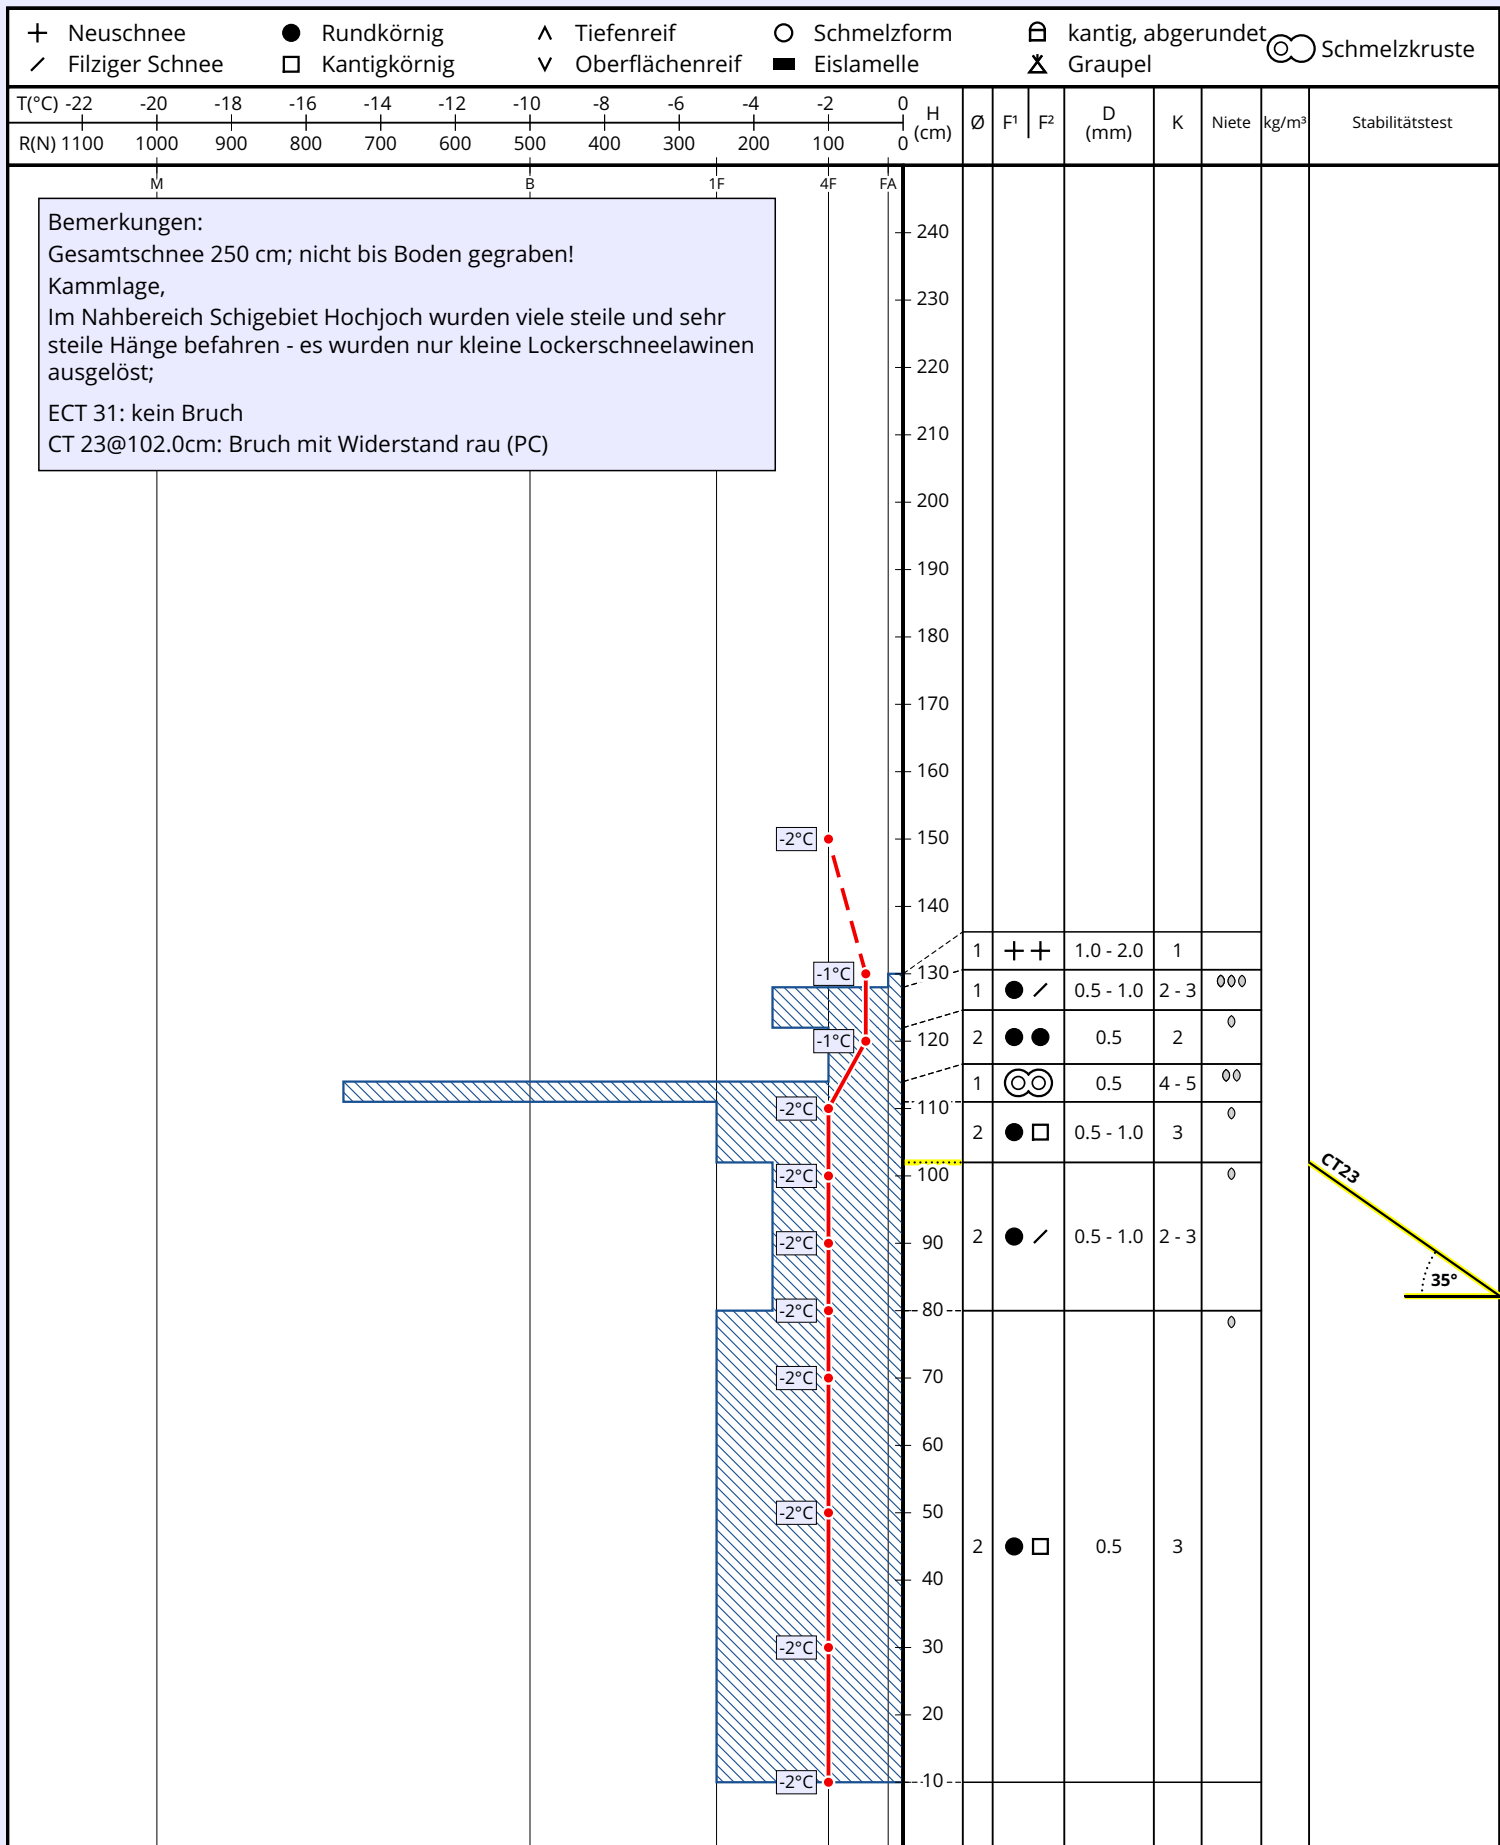 Neuschnee Rundkörnig Tiefenreif Schmelzform kantig, abgerundet Schmelzkruste
Filziger Schnee Kantigkörnig Oberflächenreif Eislamelle Graupel
T(°C) -22 -20 -18 -16 -14 -12 -10 -8 -6 -4 -2 0
R(N) 1100 1000 900 800 700 600 500 400 300 200 100 0
H (cm) Ø F¹ F² D (mm) K Niete kg/m³ Stabilitätstest
M B 1F 4F FA
Bemerkungen:
Gesamtschnee 250 cm; nicht bis Boden gegraben!
Kammlage,
Im Nahbereich Schigebiet Hochjoch wurden viele steile und sehr
steile Hänge befahren - es wurden nur kleine Lockerschneelawinen
ausgelöst;
ECT 31: kein Bruch
CT 23@102.0cm: Bruch mit Widerstand rau (PC)
240
230
220
210
200
190
180
170
160
-2°C 150
140
1 1.0 - 2.0 1
-1°C 130
1 0.5 - 1.0 2 - 3
2 0.5 2
-1°C 120
1 0.5 4 - 5
-2°C 110
2 0.5 - 1.0 3
-2°C 100
CT23
2 0.5 - 1.0 2 - 3
-2°C 90
35°
-2°C 80
-2°C 70
60
-2°C 50
2 0.5 3
40
-2°C 30
20
-2°C 10